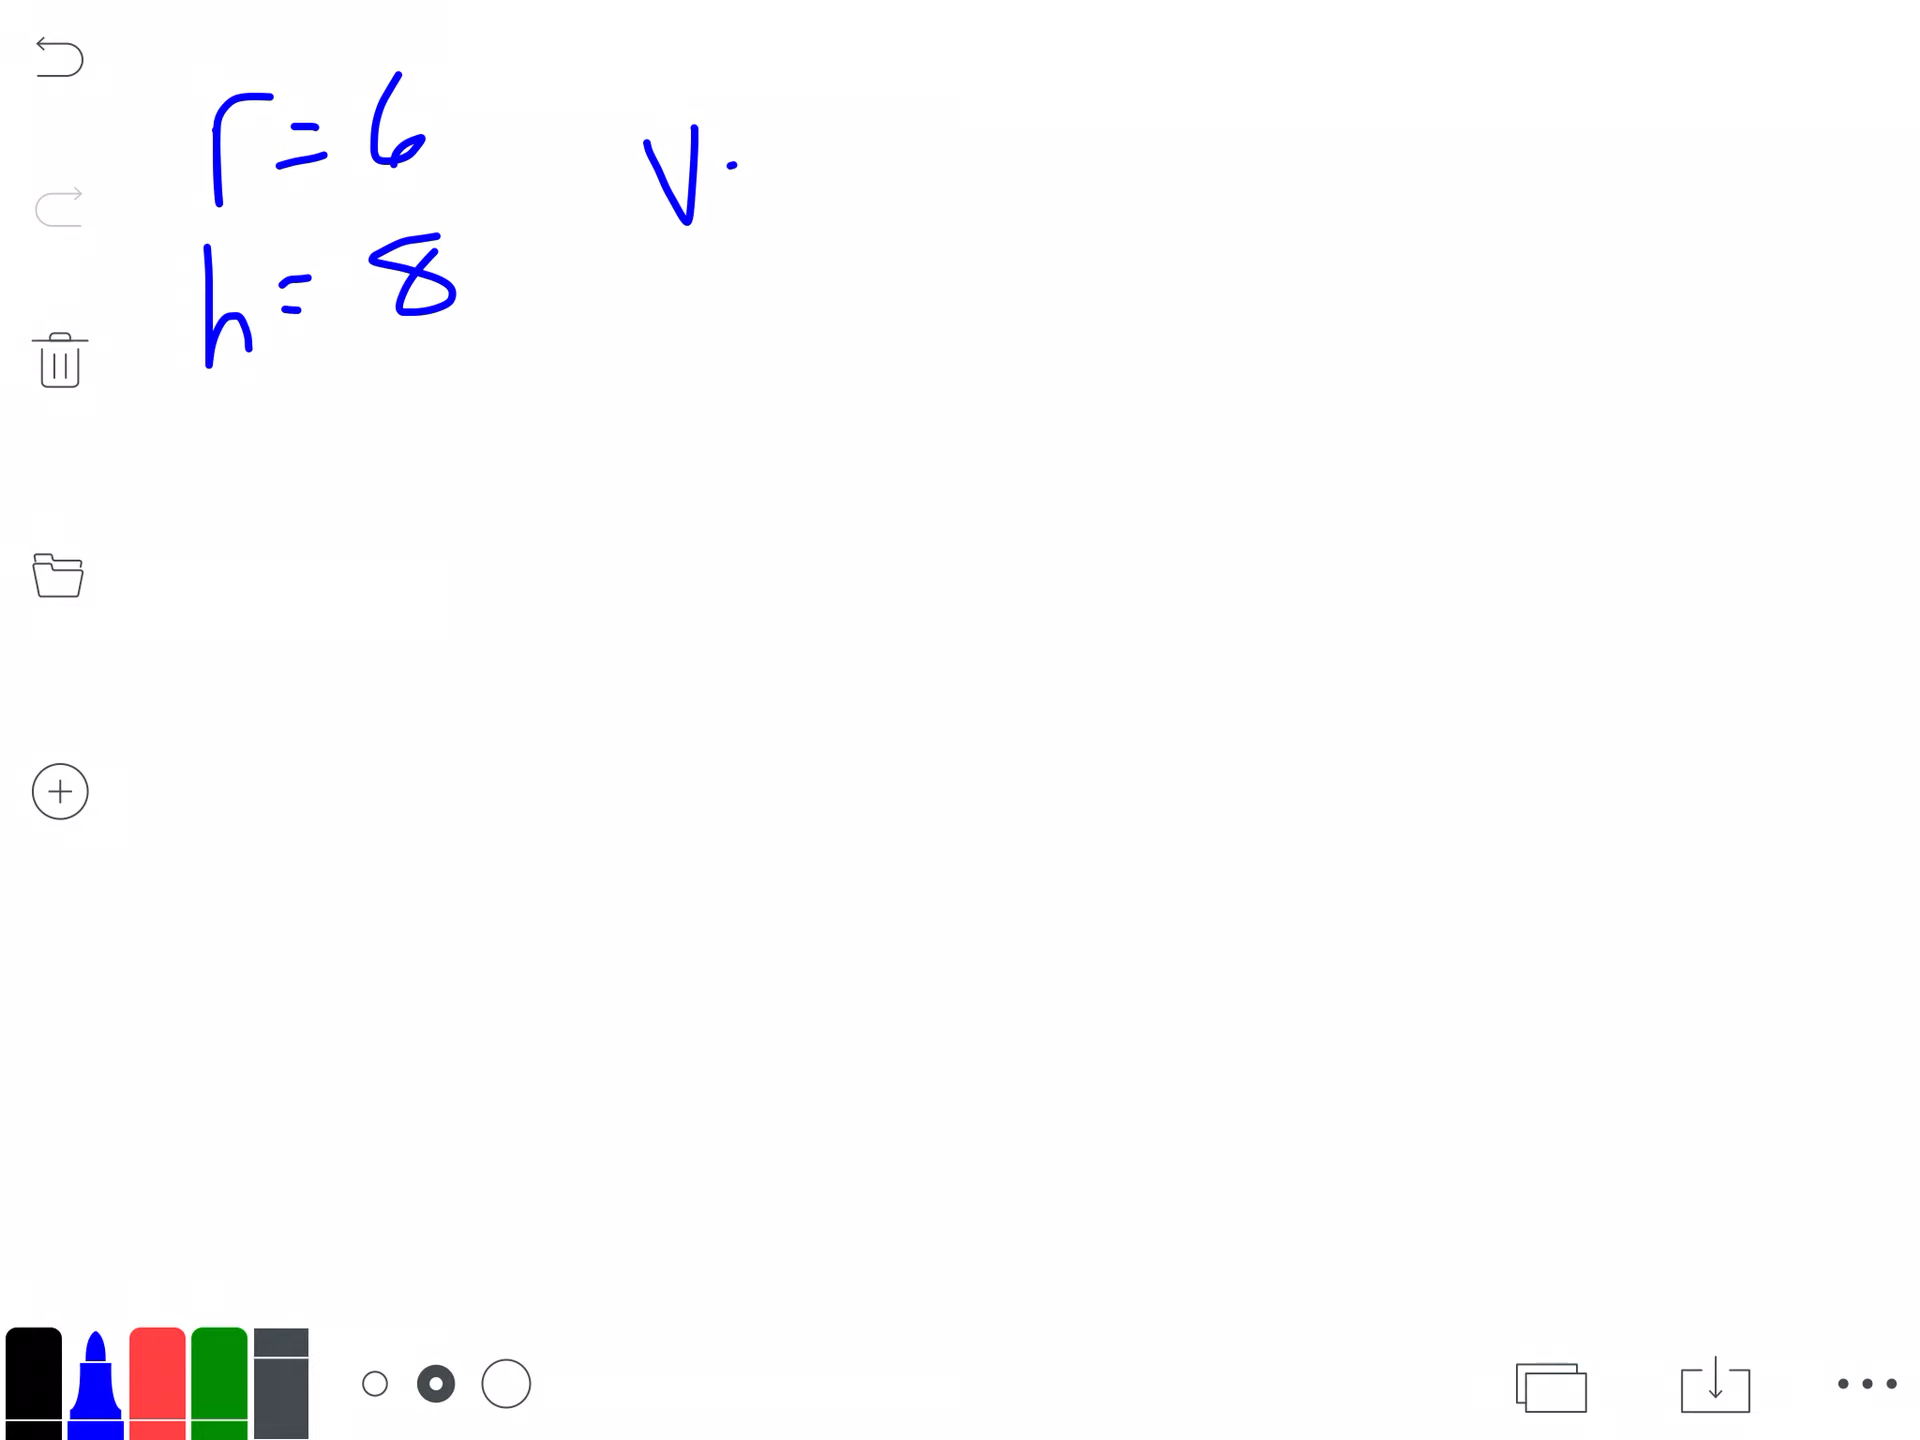 r = 6
h = 8
V -